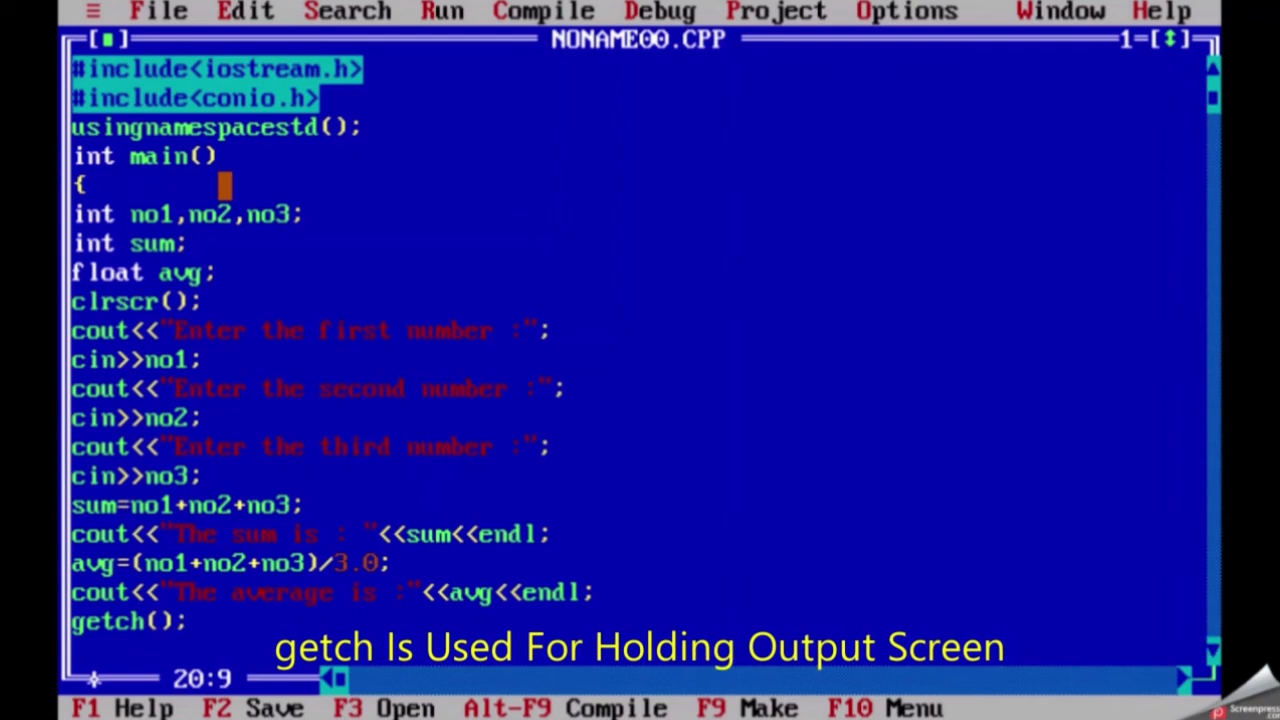 ≡ File Edit Search Run Compile Debug Project Options Window Help
[■] NONAME00.CPP 1=[↕]
#include<iostream.h>
#include<conio.h>
usingnamespacestd();
int main()
{
int no1,no2,no3;
int sum;
float avg;
clrscr();
cout<<"Enter the first number :";
cin>>no1;
cout<<"Enter the second number :";
cin>>no2;
cout<<"Enter the third number :";
cin>>no3;
sum=no1+no2+no3;
cout<<"The sum is : "<<sum<<endl;
avg=(no1+no2+no3)/3.0;
cout<<"The average is :"<<avg<<endl;
getch();
getch Is Used For Holding Output Screen
20:9
F1 Help F2 Save F3 Open Alt-F9 Compile F9 Make F10 Menu
Screenpress